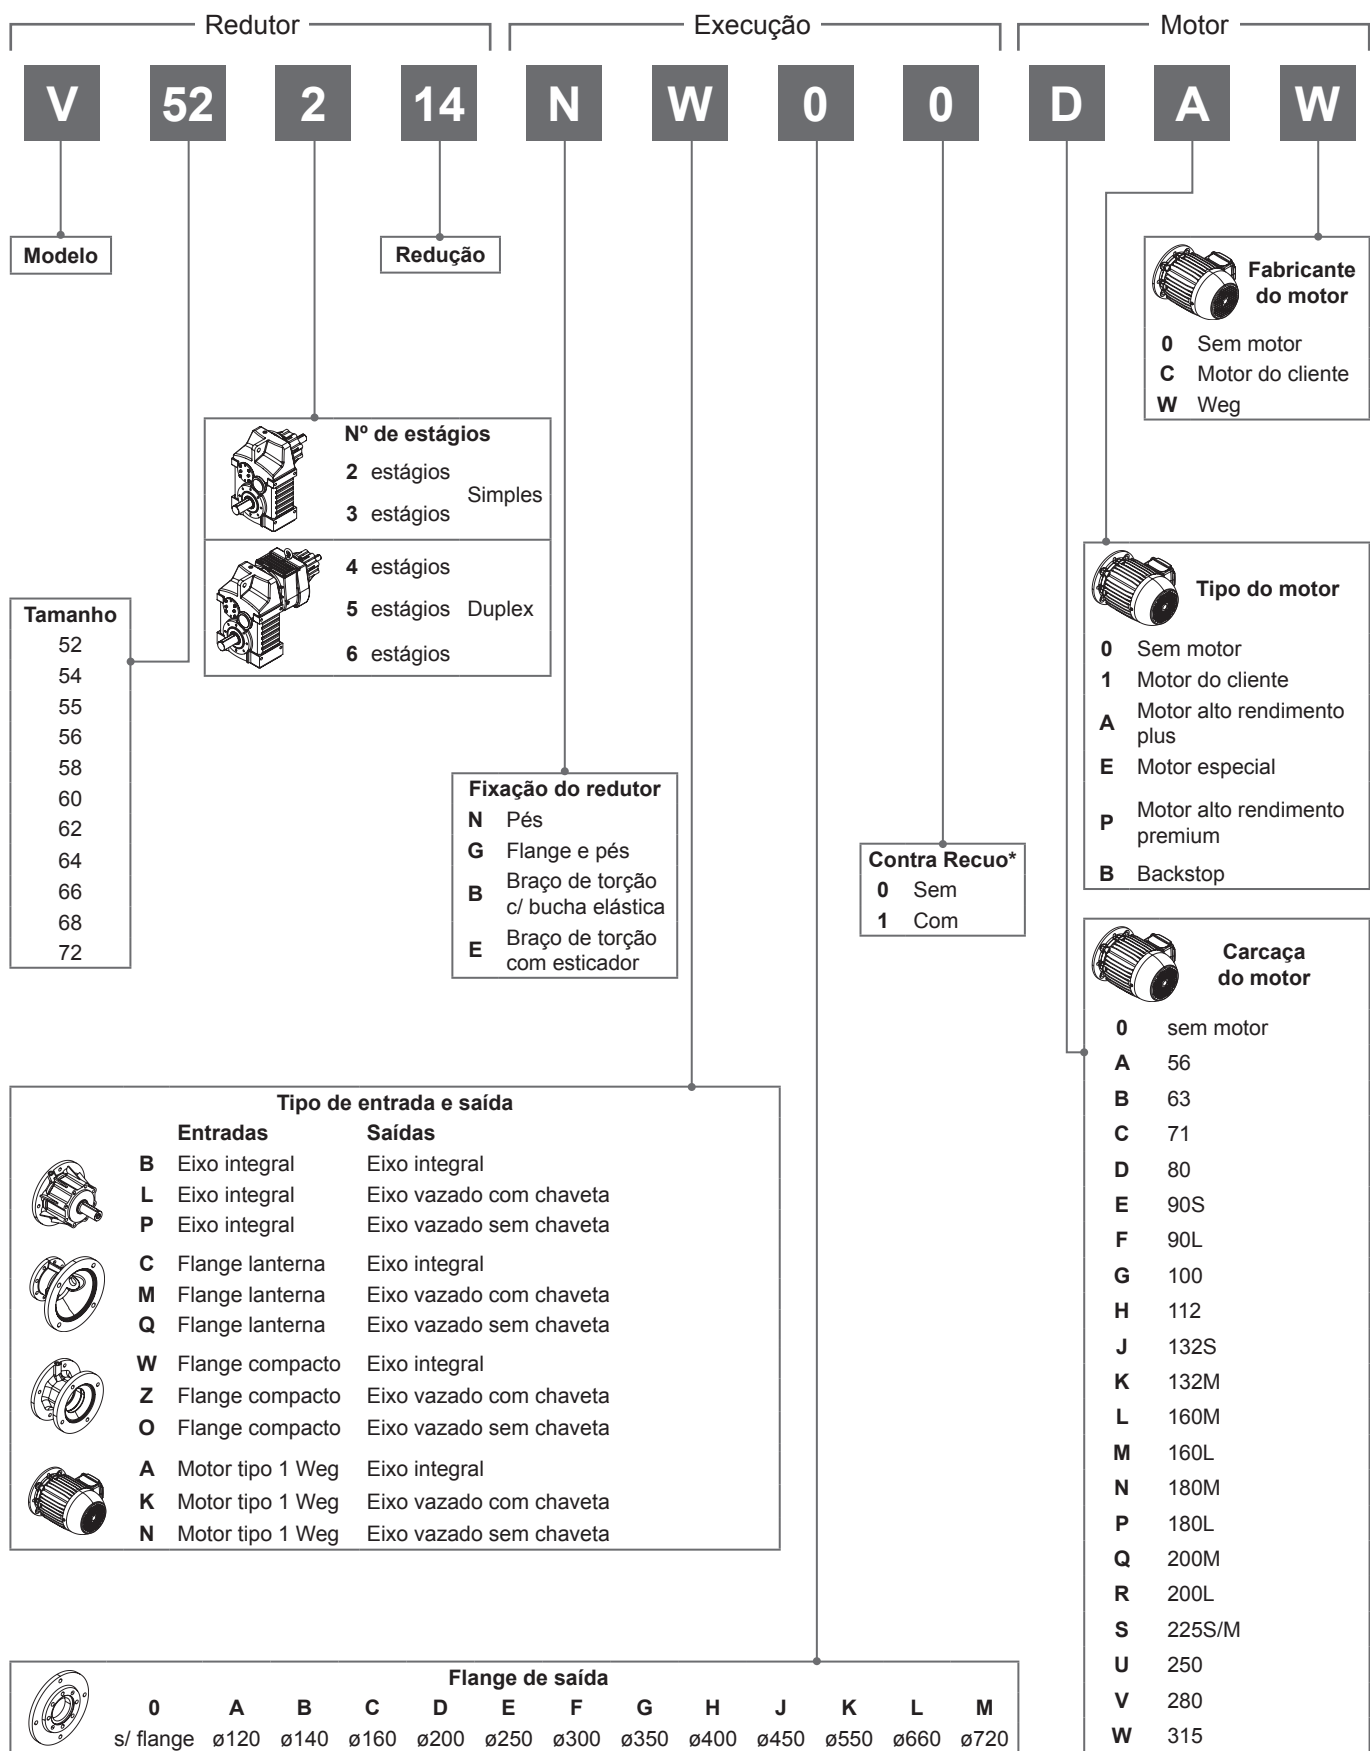 Redutor
Execução
Motor
V 52 2 14 N W 0 0 D A W
Modelo
Redução
Fabricante
do motor
0 Sem motor
C Motor do cliente
W Weg
Nº de estágios
2 estágios
Simples
3 estágios
4 estágios
5 estágios Duplex
6 estágios
Tamanho
52
54
55
56
58
60
62
64
66
68
72
Fixação do redutor
N Pés
G Flange e pés
B Braço de torção
c/ bucha elástica
E Braço de torção
com esticador
Contra Recuo*
0 Sem
1 Com
Tipo do motor
0 Sem motor
1 Motor do cliente
A Motor alto rendimento
plus
E Motor especial
P Motor alto rendimento
premium
B Backstop
Carcaça
do motor
0 sem motor
A 56
B 63
C 71
D 80
E 90S
F 90L
G 100
H 112
J 132S
K 132M
L 160M
M 160L
N 180M
P 180L
Q 200M
R 200L
S 225S/M
U 250
V 280
W 315
Tipo de entrada e saída
Entradas Saídas
B Eixo integral Eixo integral
L Eixo integral Eixo vazado com chaveta
P Eixo integral Eixo vazado sem chaveta
C Flange lanterna Eixo integral
M Flange lanterna Eixo vazado com chaveta
Q Flange lanterna Eixo vazado sem chaveta
W Flange compacto Eixo integral
Z Flange compacto Eixo vazado com chaveta
O Flange compacto Eixo vazado sem chaveta
A Motor tipo 1 Weg Eixo integral
K Motor tipo 1 Weg Eixo vazado com chaveta
N Motor tipo 1 Weg Eixo vazado sem chaveta
Flange de saída
0 A B C D E F G H J K L M
s/ flange ø120 ø140 ø160 ø200 ø250 ø300 ø350 ø400 ø450 ø550 ø660 ø720